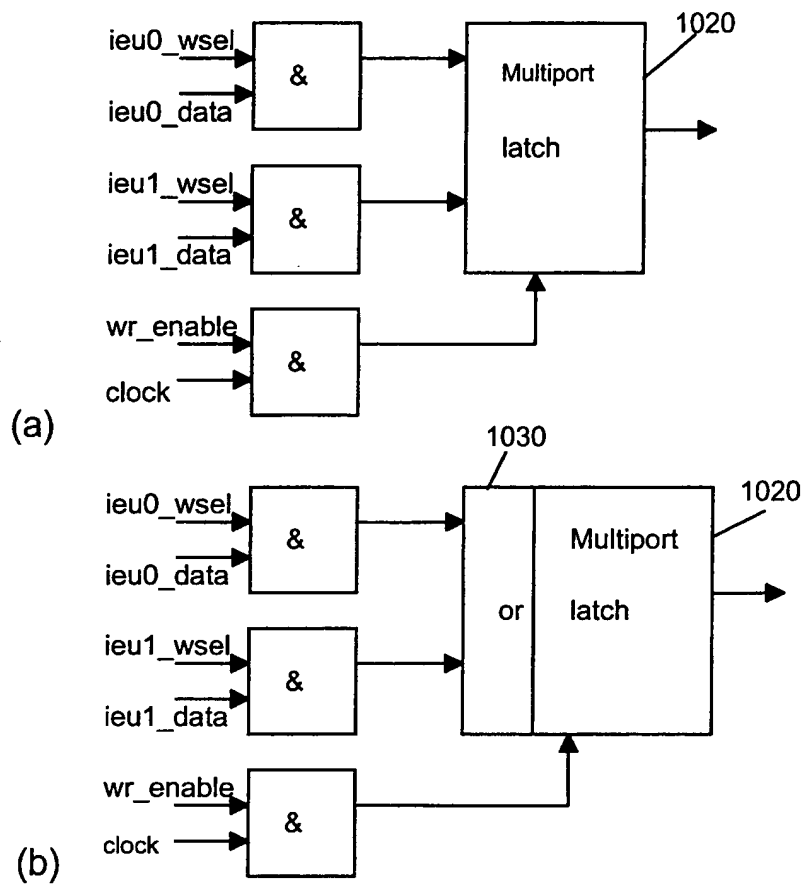 ieu0_wsel
&
ieu0_data
1020
Multiport
latch
ieu1_wsel
&
ieu1_data
wr_enable
&
clock
(a)
1030
ieu0_wsel
&
ieu0_data
1020
Multiport
or
latch
ieu1_wsel
&
ieu1_data
wr_enable
&
clock
(b)